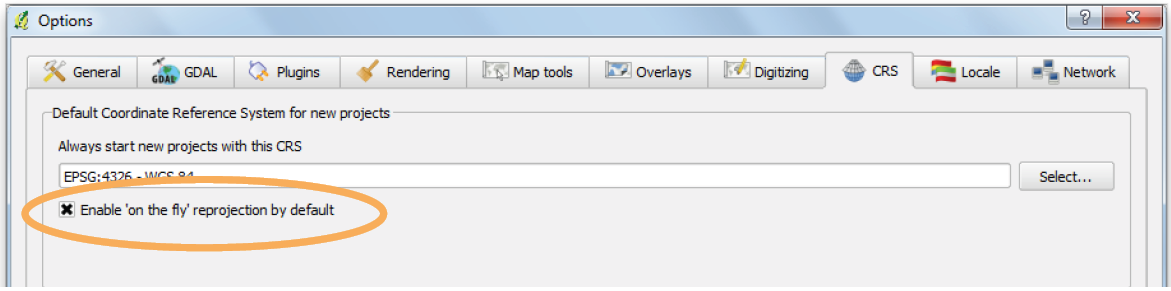 Options
General GDAL Plugins Rendering Map tools Overlays Digitizing CRS Locale Network
Default Coordinate Reference System for new projects
Always start new projects with this CRS
EPSG:4326 - WGS 84 Select...
Enable 'on the fly' reprojection by default